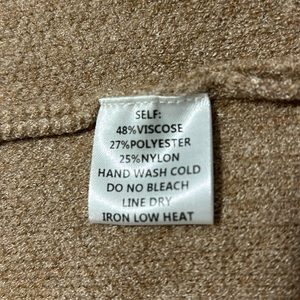 SELF:
48%VISCOSE
27%POLYESTER
25%NYLON
HAND WASH COLD
DO NO BLEACH
LINE DRY
IRON LOW HEAT